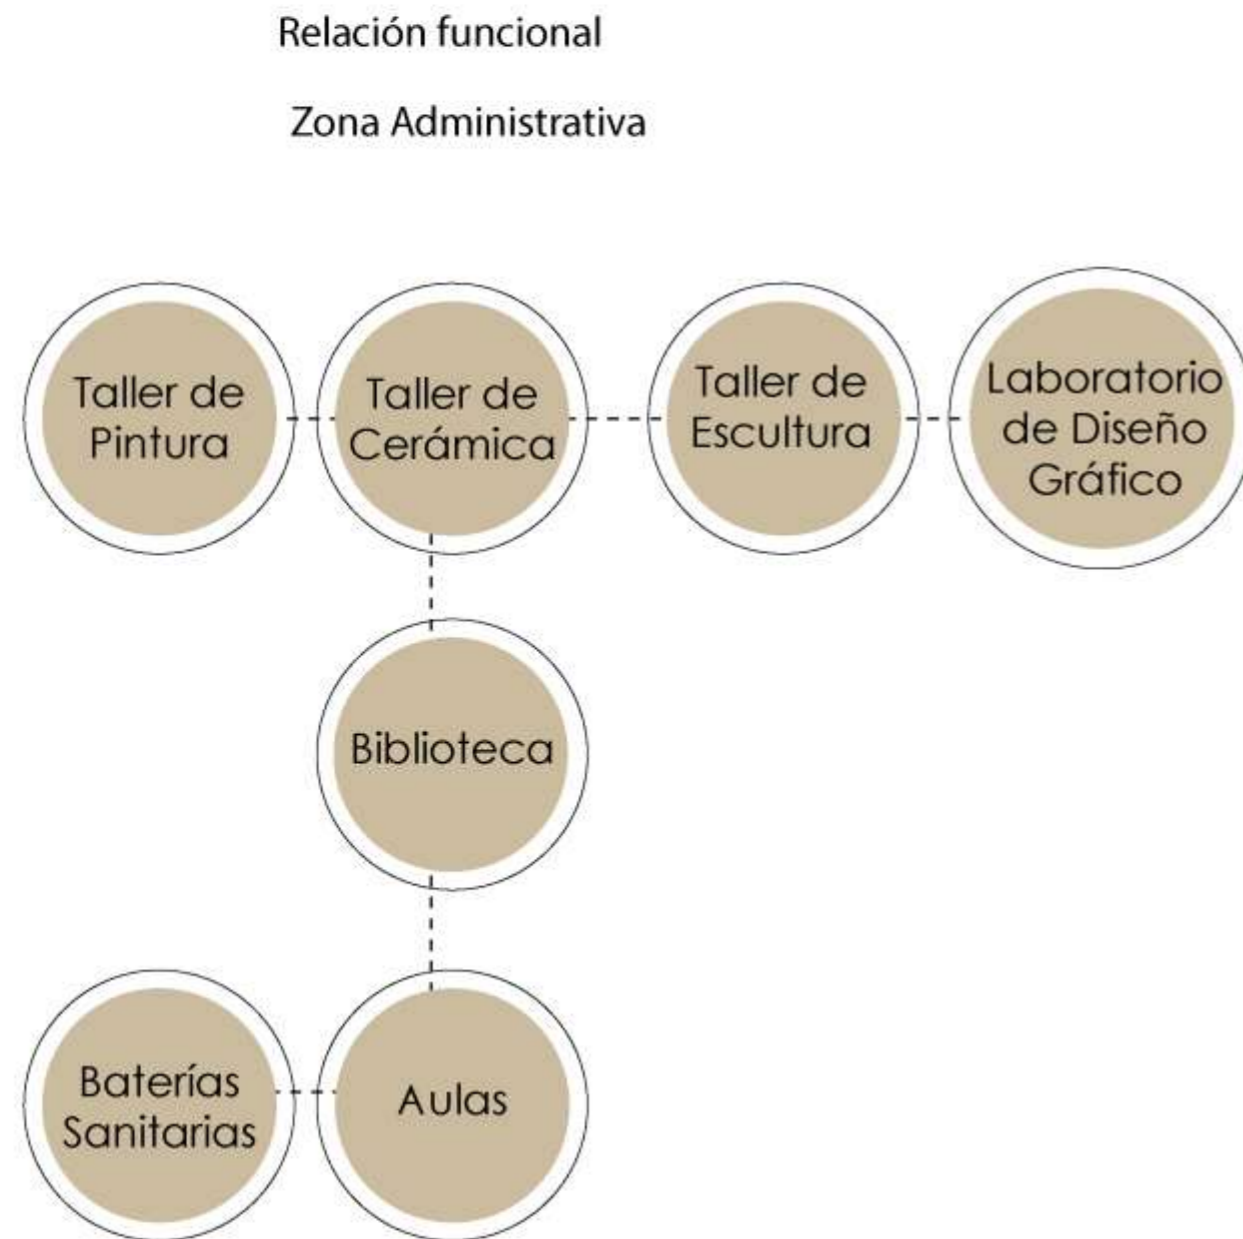 Relación funcional
Zona Administrativa
Taller de
Pintura
Taller de
Cerámica
Taller de
Escultura
Laboratorio
de Diseño
Gráfico
Biblioteca
Baterías
Sanitarias
Aulas